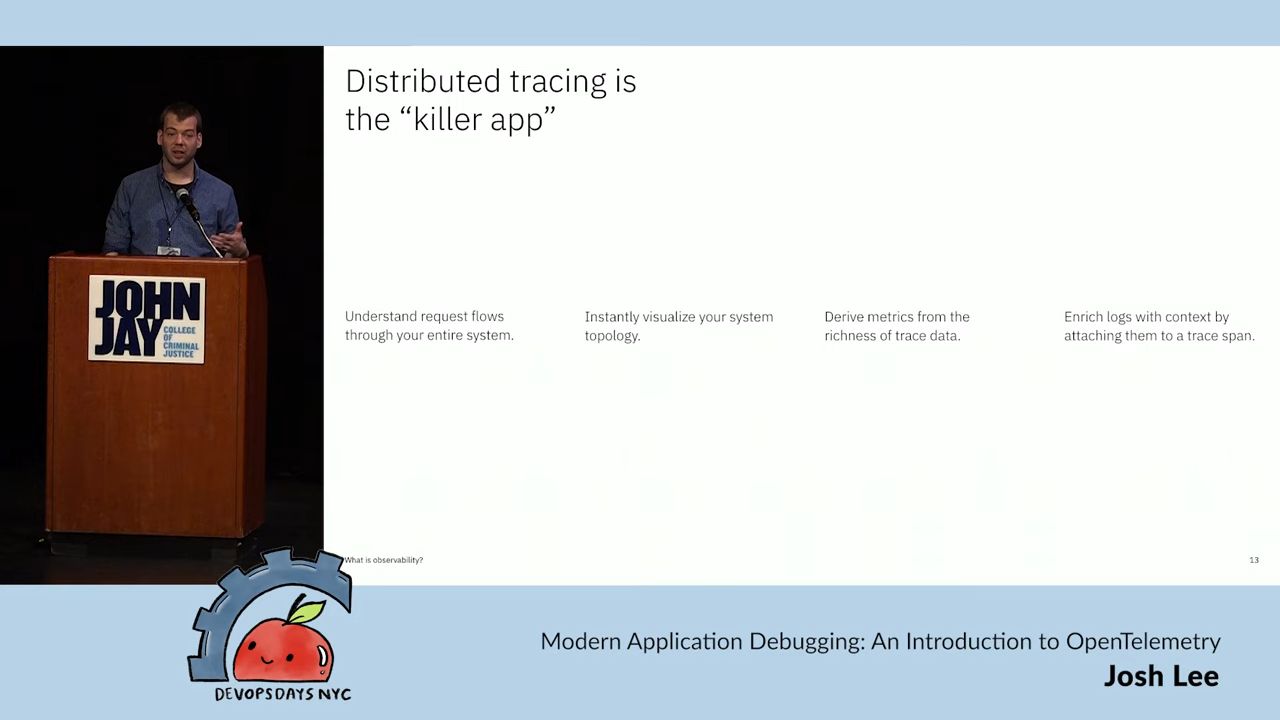 Distributed tracing is
the “killer app”
Understand request flows
through your entire system.
Instantly visualize your system
topology.
Derive metrics from the
richness of trace data.
Enrich logs with context by
attaching them to a trace span.
What is observability?
13
JOHN
JAY
COLLEGE
OF
CRIMINAL
JUSTICE
DEVOPSDAYS NYC
Modern Application Debugging: An Introduction to OpenTelemetry
Josh Lee